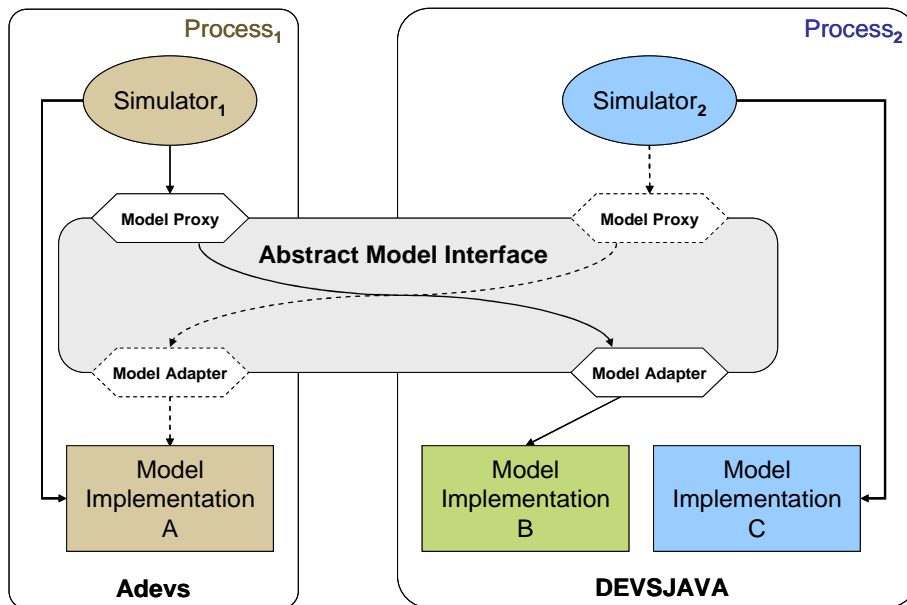 Process1
Process2
Simulator1
Simulator2
Model Proxy
Model Proxy
Abstract Model Interface
Model Adapter
Model Adapter
Model
Implementation
A
Model
Implementation
B
Model
Implementation
C
Adevs
DEVSJAVA